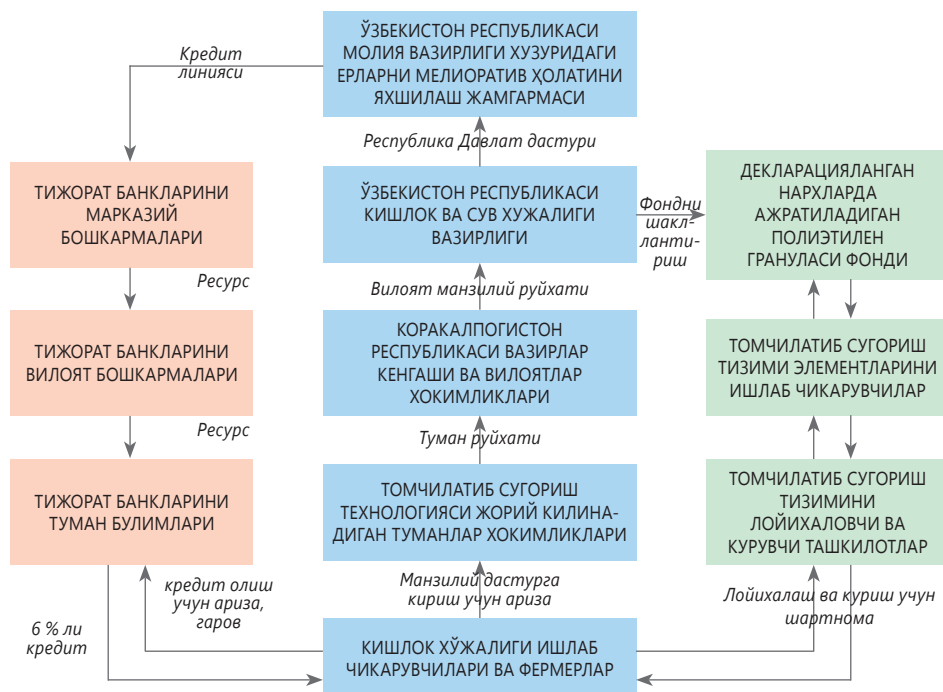 Кредит
линияси
ЎЗБЕКИСТОН РЕСПУБЛИКАСИ
МОЛИЯ ВАЗИРЛИГИ ХУЗУРИДАГИ
ЕРЛАРНИ МЕЛИОРАТИВ ҲОЛАТИНИ
ЯХШИЛАШ ЖАМГАРМАСИ
Республика Давлат дастури
ТИЖОРАТ БАНКЛАРИНИ
МАРКАЗИЙ
БОШКАРМАЛАРИ
ЎЗБЕКИСТОН РЕСПУБЛИКАСИ
КИШЛОК ВА СУВ ХУЖАЛИГИ
ВАЗИРЛИГИ
Фондни
шакл-
ланти-
риш
ДЕКЛАРАЦИЯЛАНГАН
НАРХЛАРДА
АЖРАТИЛАДИГАН
ПОЛИЭТИЛЕН
ГРАНУЛАСИ ФОНДИ
Ресурс
Вилоят манзилий руйхати
ТИЖОРАТ БАНКЛАРИНИ
ВИЛОЯТ БОШКАРМАЛАРИ
КОРАКАЛПОГИСТОН
РЕСПУБЛИКАСИ ВАЗИРЛАР
КЕНГАШИ ВА ВИЛОЯТЛАР
ХОКИМЛИКЛАРИ
ТОМЧИЛАТИБ СУГОРИШ
ТИЗИМИ ЭЛЕМЕНТЛАРИНИ
ИШЛАБ ЧИКАРУВЧИЛАР
Ресурс
Туман руйхати
ТИЖОРАТ БАНКЛАРИНИ
ТУМАН БУЛИМЛАРИ
ТОМЧИЛАТИБ СУГОРИШ
ТЕХНОЛОГИЯСИ ЖОРИЙ КИЛИНА-
ДИГАН ТУМАНЛАР ХОКИМЛИКЛАРИ
ТОМЧИЛАТИБ СУГОРИШ
ТИЗИМИНИ
ЛОЙИХАЛОВЧИ ВА
КУРУВЧИ ТАШКИЛОТЛАР
кредит олиш
учун ариза,
гаров
Манзилий дастурга
кириш учун ариза
Лойихалаш ва куриш учун
шартнома
6 % ли
кредит
КИШЛОК ХЎЖАЛИГИ ИШЛАБ
ЧИКАРУВЧИЛАРИ ВА ФЕРМЕРЛАР